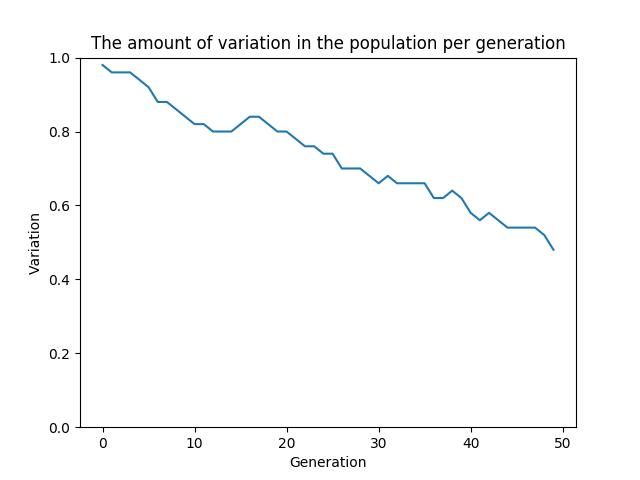 The amount of variation in the population per generation
1.0
0.8
0.6
0.4
0.2
0.0
Variation
0 10 20 30 40 50
Generation